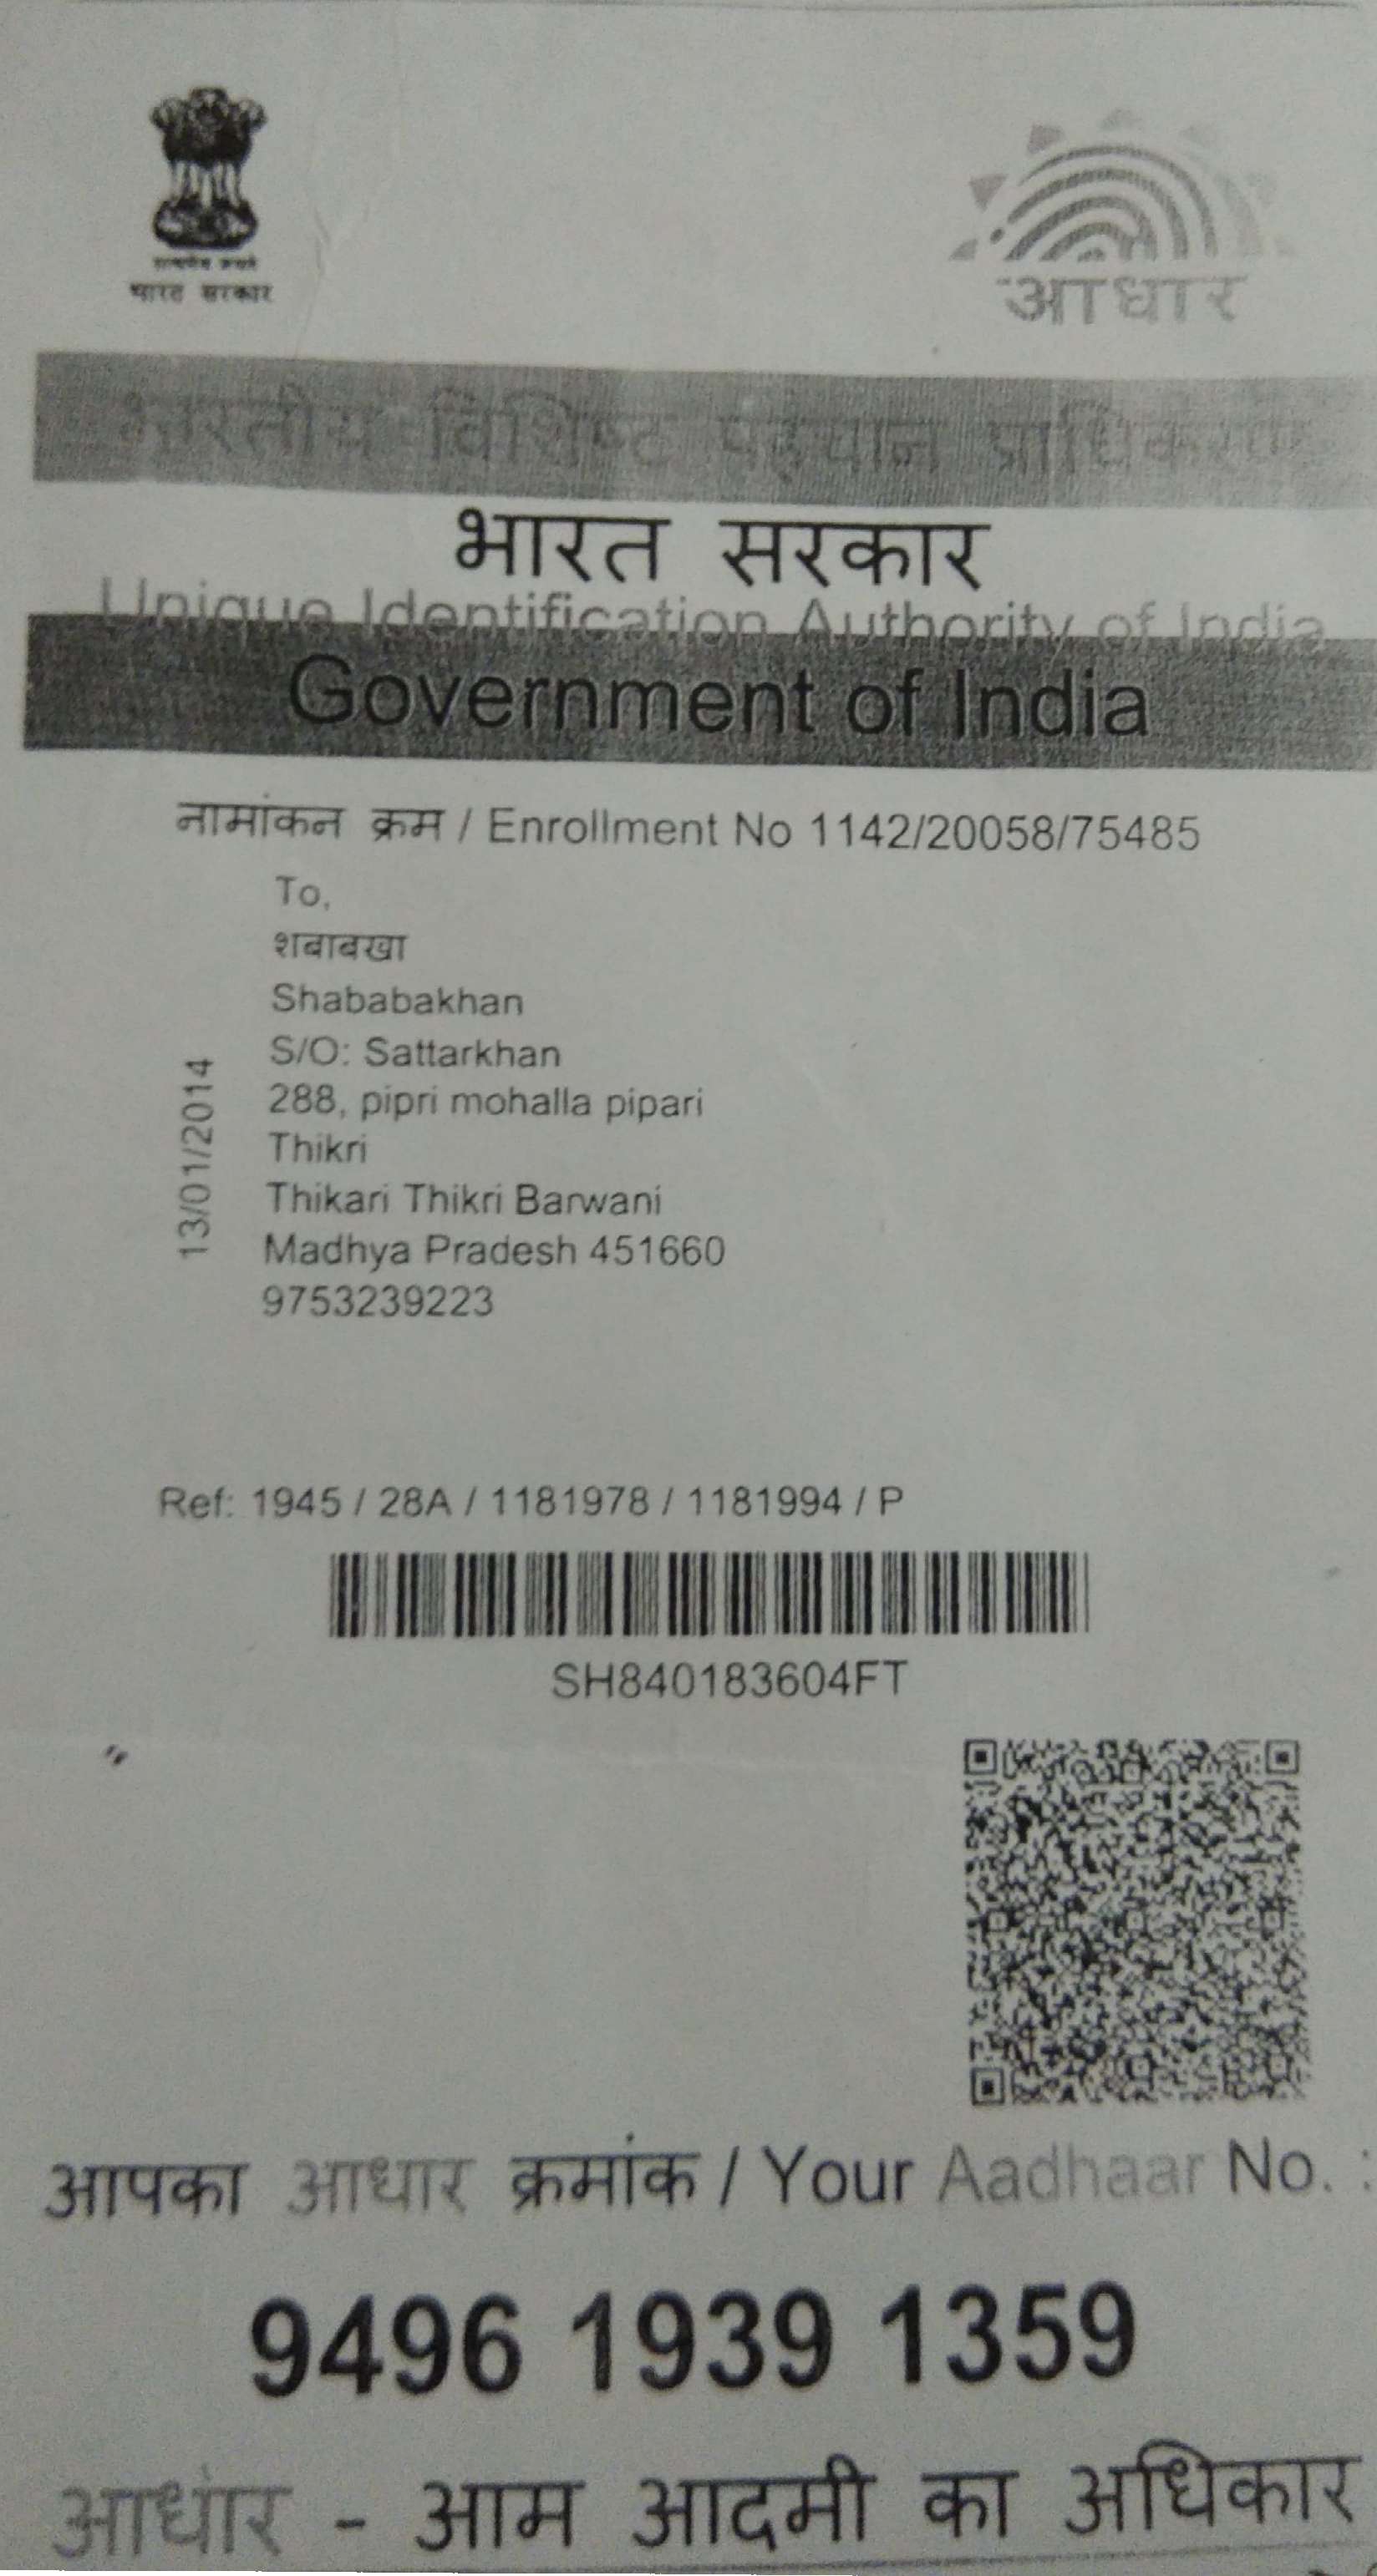 सत्यमेव जयते
भारत सरकार
आधार
भारतीय विशिष्ट पहचान प्राधिकरण
भारत सरकार
Unique Identification Authority of India
Government of India
नामांकन क्रम / Enrollment No 1142/20058/75485
To,
शबाबखा
Shababakhan
S/O: Sattarkhan
288, pipri mohalla pipari
Thikri
Thikari Thikri Barwani
Madhya Pradesh 451660
9753239223
13/01/2014
Ref: 1945 / 28A / 1181978 / 1181994 / P
SH840183604FT
आपका आधार क्रमांक / Your Aadhaar No. :
9496 1939 1359
आधार - आम आदमी का अधिकार